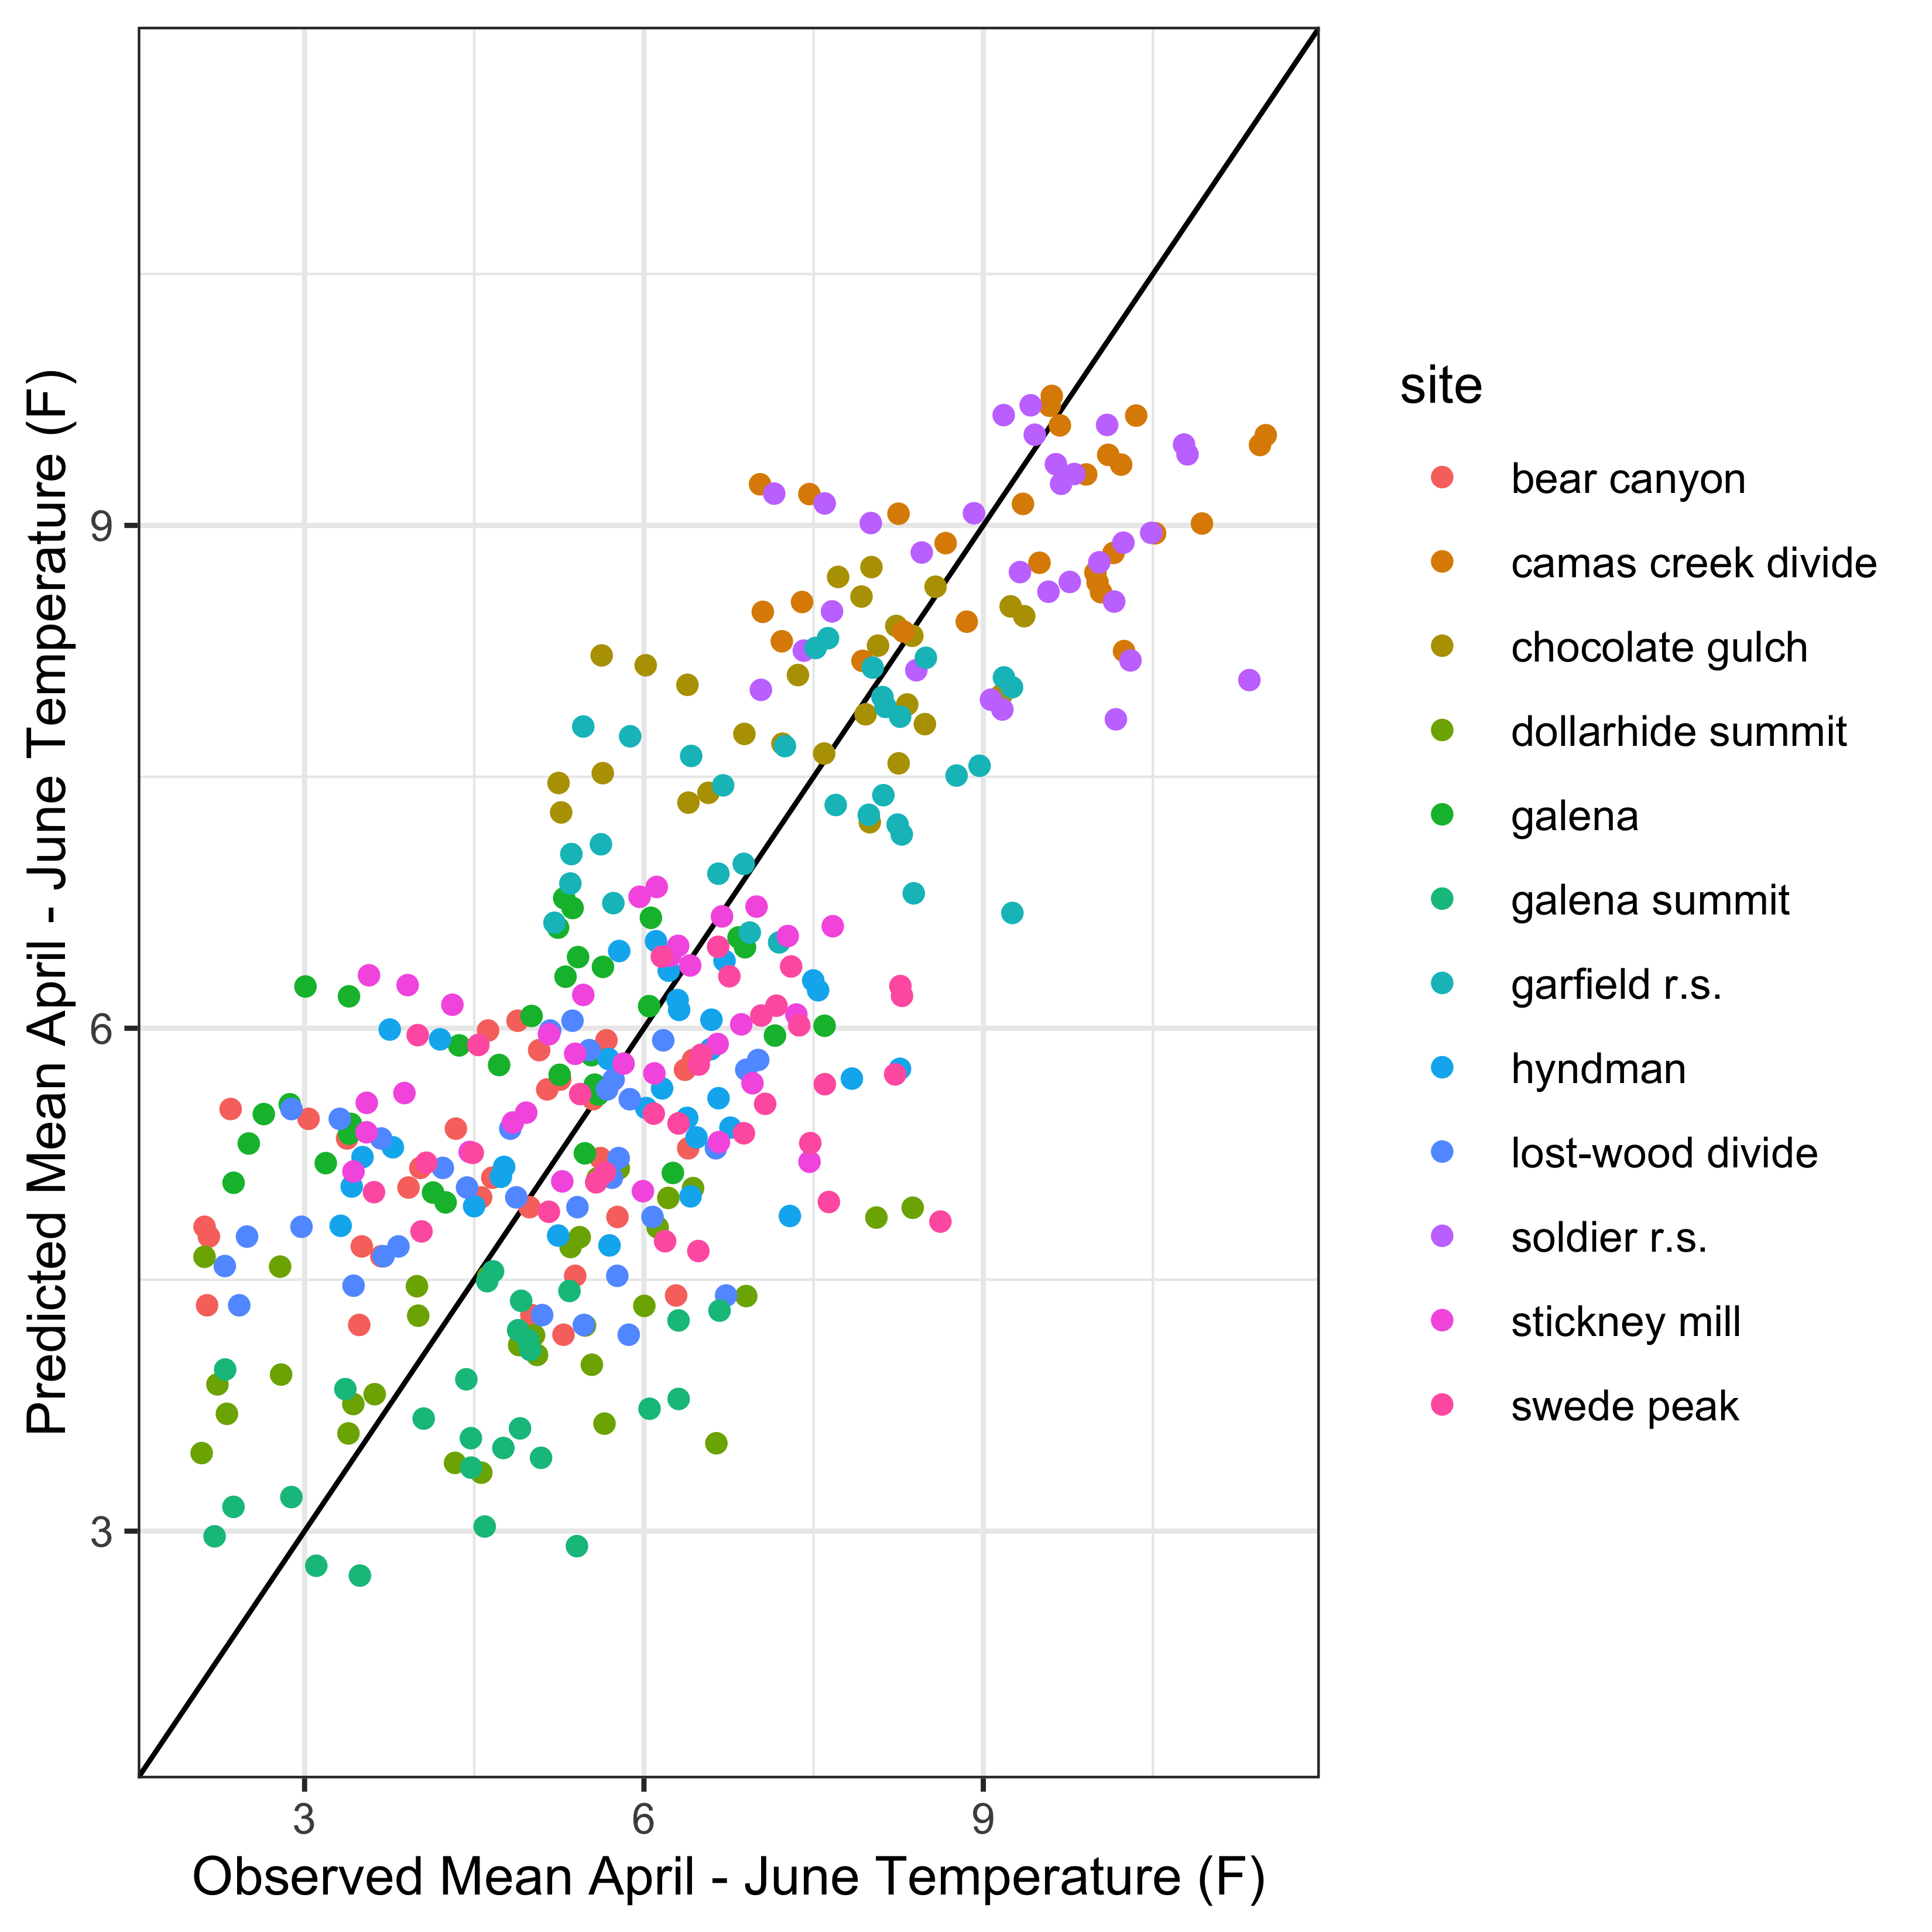 Predicted Mean April - June Temperature (F)
9
6
3
3 6 9
Observed Mean April - June Temperature (F)
site
bear canyon
camas creek divide
chocolate gulch
dollarhide summit
galena
galena summit
garfield r.s.
hyndman
lost-wood divide
soldier r.s.
stickney mill
swede peak